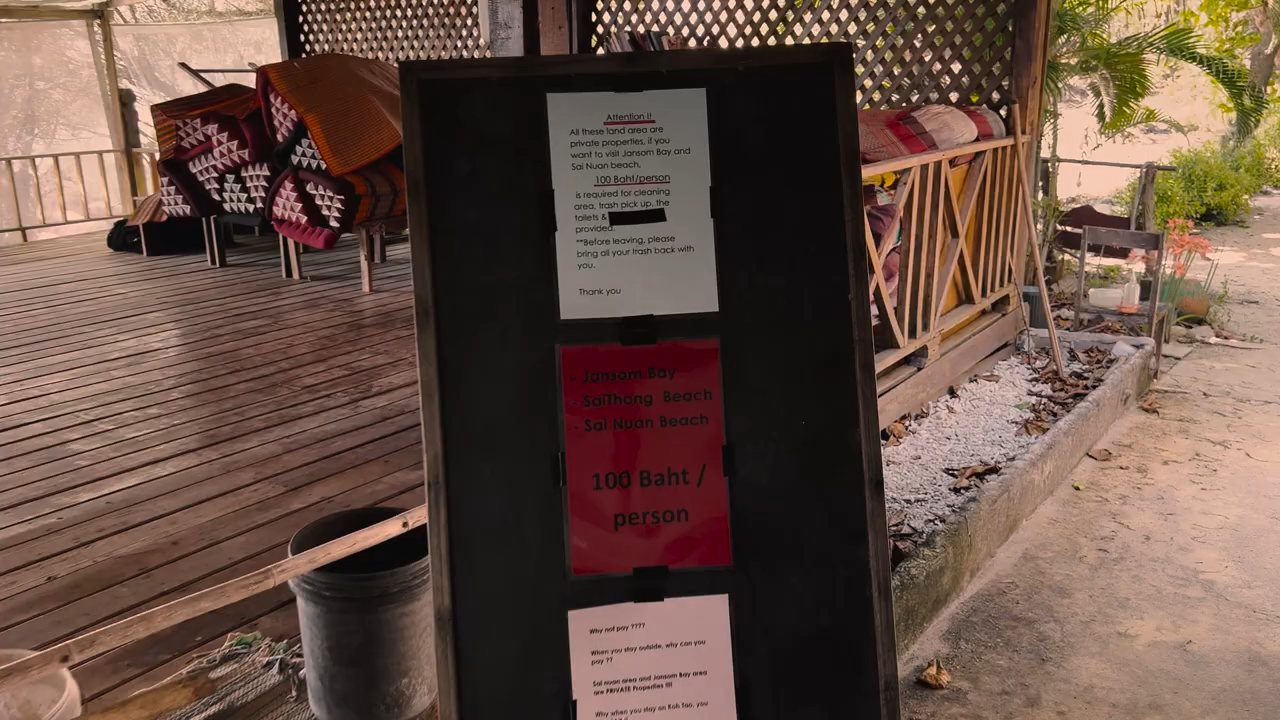 Attention !!
All these land area are
private properties, if you
want to visit Jansom Bay and
Sai Nuan beach,
100 Baht/person
is required for cleaning
area, trash pick up, the
toilets &
provided.
**Before leaving, please
bring all your trash back with
you.
Thank you
- Jansom Bay
- SaiThong Beach
- Sai Nuan Beach
100 Baht /
person
Why not pay ????
When you stay outside, why can you
pay ??
Sai nuan area and Jansom Bay area
are PRIVATE Properties !!!!
Why when you stay on Koh Tao, you